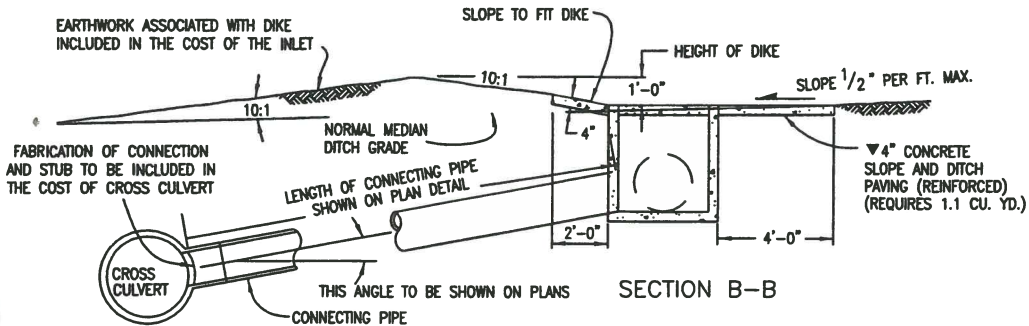 EARTHWORK ASSOCIATED WITH DIKE
INCLUDED IN THE COST OF THE INLET
SLOPE TO FIT DIKE
HEIGHT OF DIKE
10:1
1'-0"
SLOPE 1/2" PER FT. MAX.
10:1
4"
NORMAL MEDIAN
DITCH GRADE
FABRICATION OF CONNECTION
AND STUB TO BE INCLUDED IN
THE COST OF CROSS CULVERT
▼4" CONCRETE
SLOPE AND DITCH
PAVING (REINFORCED)
(REQUIRES 1.1 CU. YD.)
LENGTH OF CONNECTING PIPE
SHOWN ON PLAN DETAIL
2'-0"
4'-0"
CROSS
CULVERT
THIS ANGLE TO BE SHOWN ON PLANS
SECTION B-B
CONNECTING PIPE